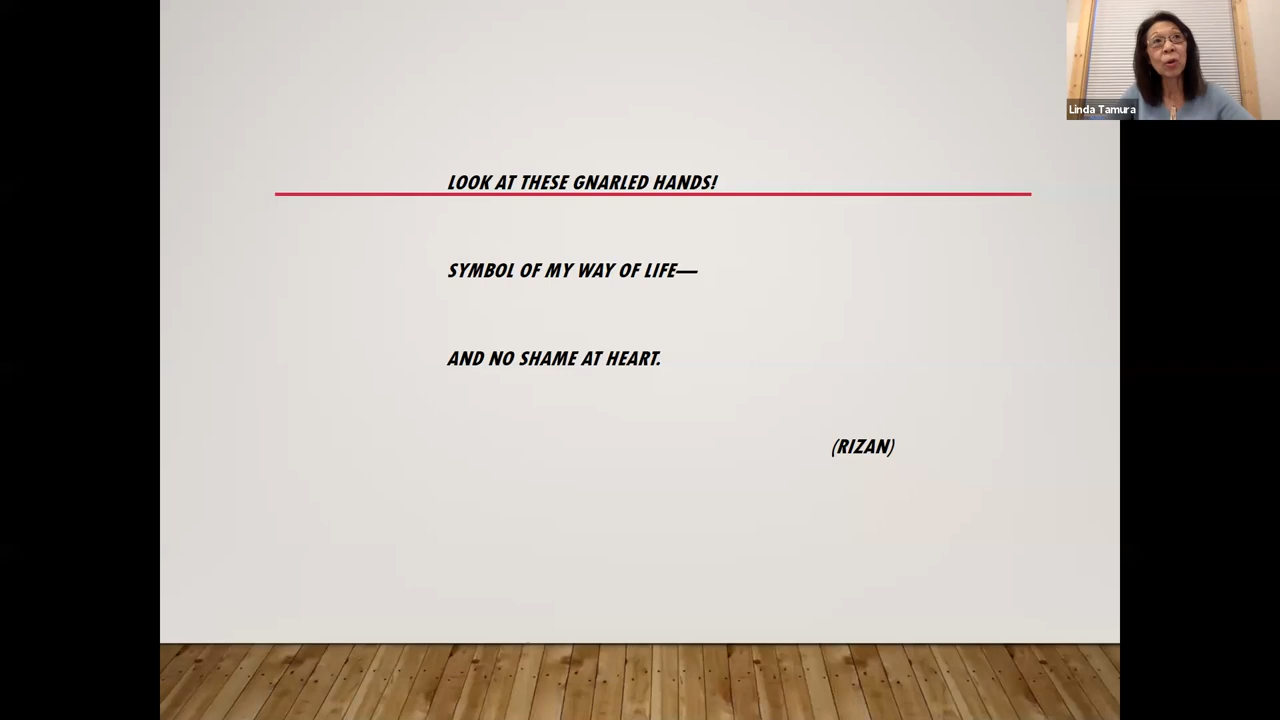 Linda Tamura
LOOK AT THESE GNARLED HANDS!
SYMBOL OF MY WAY OF LIFE—
AND NO SHAME AT HEART.
(RIZAN)